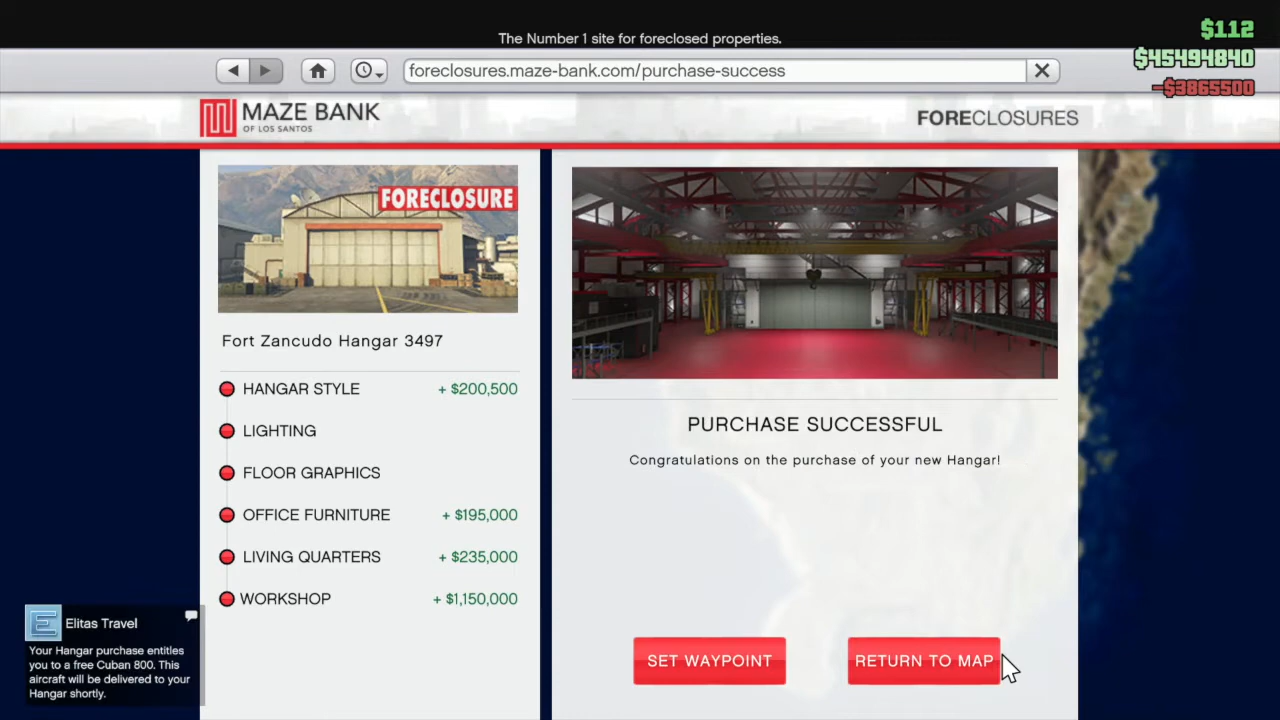 The Number 1 site for foreclosed properties.
$112
$45494840
-$3865500
foreclosures.maze-bank.com/purchase-success
MAZE BANK
OF LOS SANTOS
FORECLOSURES
FORECLOSURE
Fort Zancudo Hangar 3497
HANGAR STYLE + $200,500
LIGHTING
FLOOR GRAPHICS
OFFICE FURNITURE + $195,000
LIVING QUARTERS + $235,000
WORKSHOP + $1,150,000
PURCHASE SUCCESSFUL
Congratulations on the purchase of your new Hangar!
SET WAYPOINT
RETURN TO MAP
Elitas Travel
Your Hangar purchase entitles
you to a free Cuban 800. This
aircraft will be delivered to your
Hangar shortly.